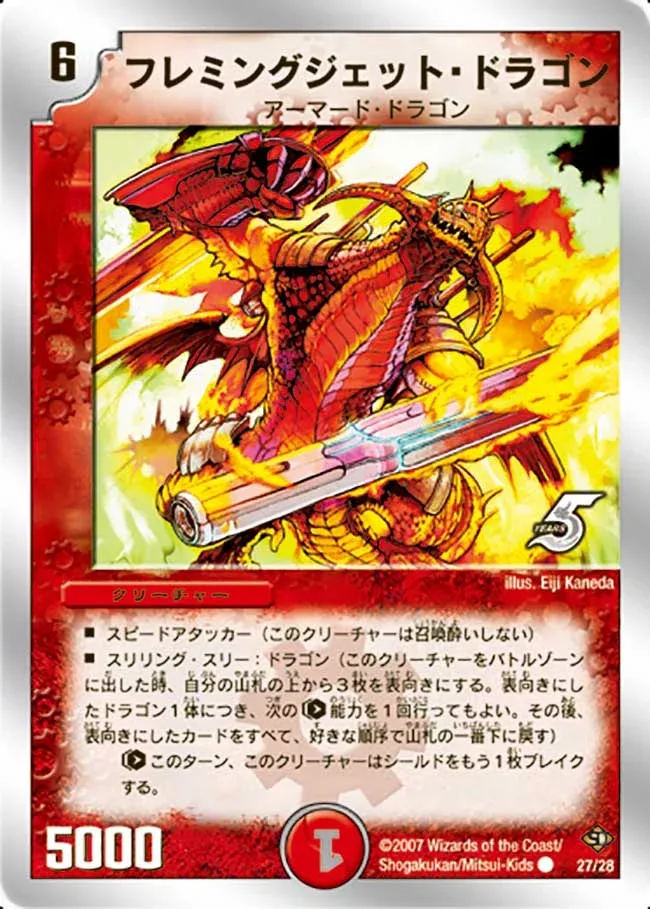 6
フレミングジェット・ドラゴン
アーマード・ドラゴン
YEARS 5
illus. Eiji Kaneda
クリーチャー
■ スピードアタッカー（このクリーチャーは召喚酔いしない）
■ スリリング・スリー：ドラゴン（このクリーチャーをバトルゾーン
に出した時、自分の山札の上から３枚を表向きにする。表向きにし
たドラゴン１体につき、次の 能力を１回行ってもよい。その後、
表向きにしたカードをすべて、好きな順序で山札の一番下に戻す）
このターン、このクリーチャーはシールドをもう１枚ブレイク
する。
5000
1
©2007 Wizards of the Coast/
Shogakukan/Mitsui-Kids
27/28